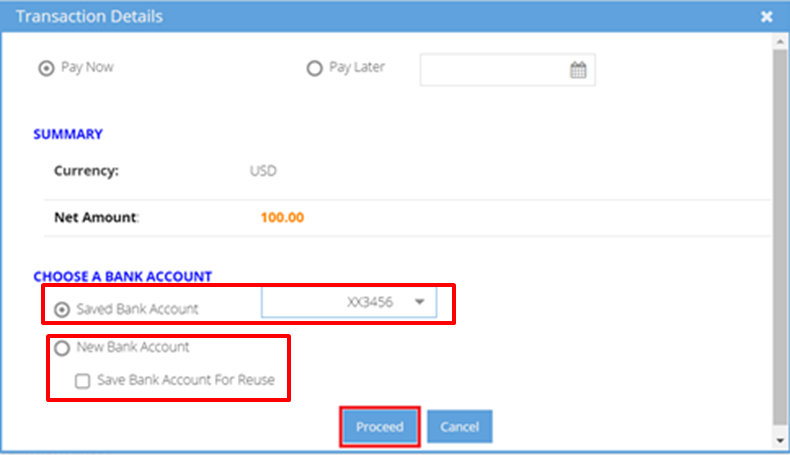 Transaction Details
Pay Now Pay Later
SUMMARY
Currency: USD
Net Amount: 100.00
CHOOSE A BANK ACCOUNT
Saved Bank Account XX3456
New Bank Account
Save Bank Account For Reuse
Proceed Cancel